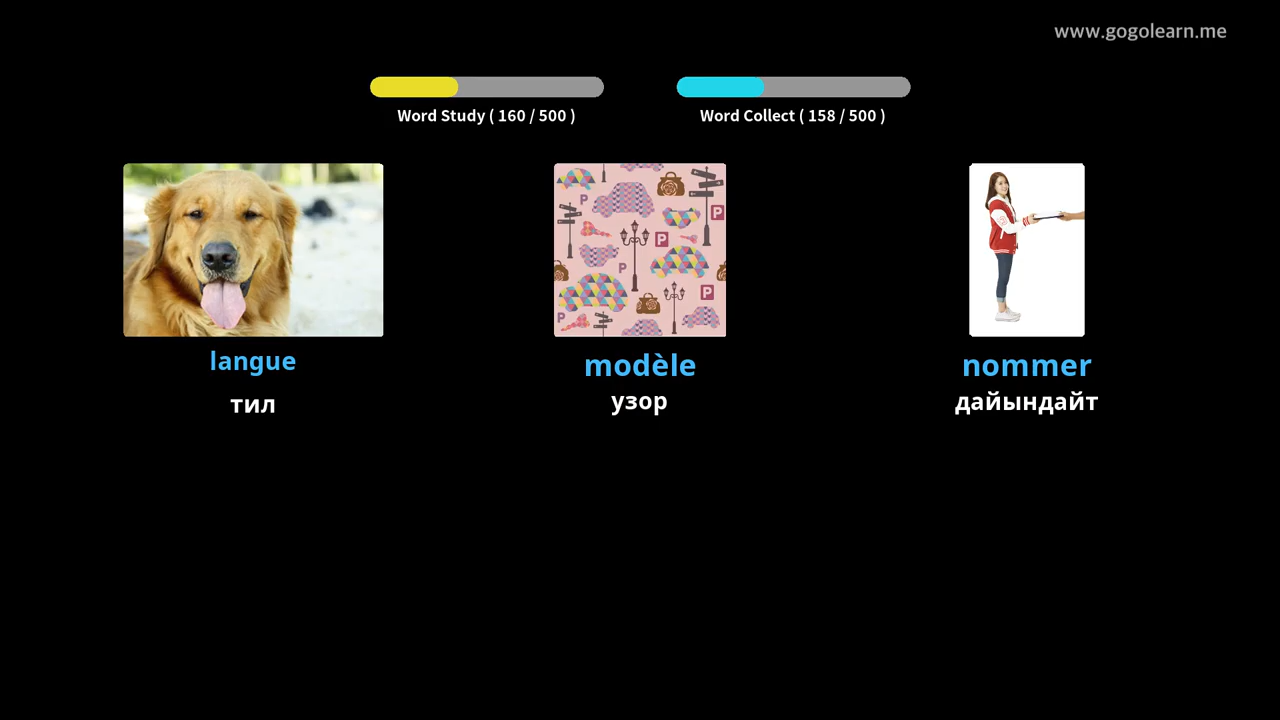 www.gogolearn.me
Word Study ( 160 / 500 )
Word Collect ( 158 / 500 )
P
P
P
P
P
P
langue
modèle
nommer
тил
узор
дайындайт